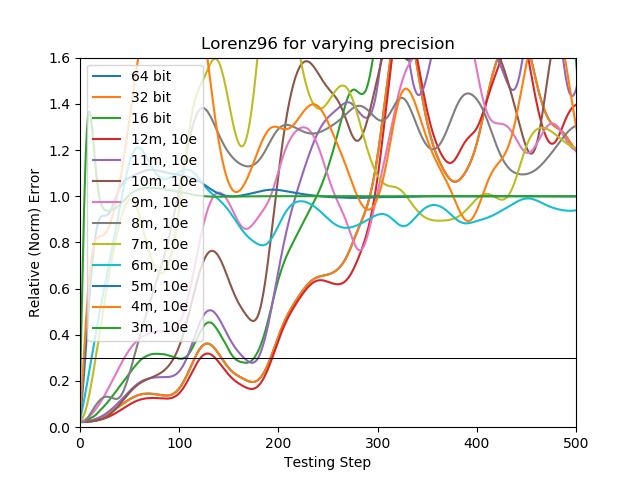 Lorenz96 for varying precision
1.6
1.4
1.2
1.0
0.8
0.6
0.4
0.2
0.0
Relative (Norm) Error
64 bit
32 bit
16 bit
12m, 10e
11m, 10e
10m, 10e
9m, 10e
8m, 10e
7m, 10e
6m, 10e
5m, 10e
4m, 10e
3m, 10e
0 100 200 300 400 500
Testing Step